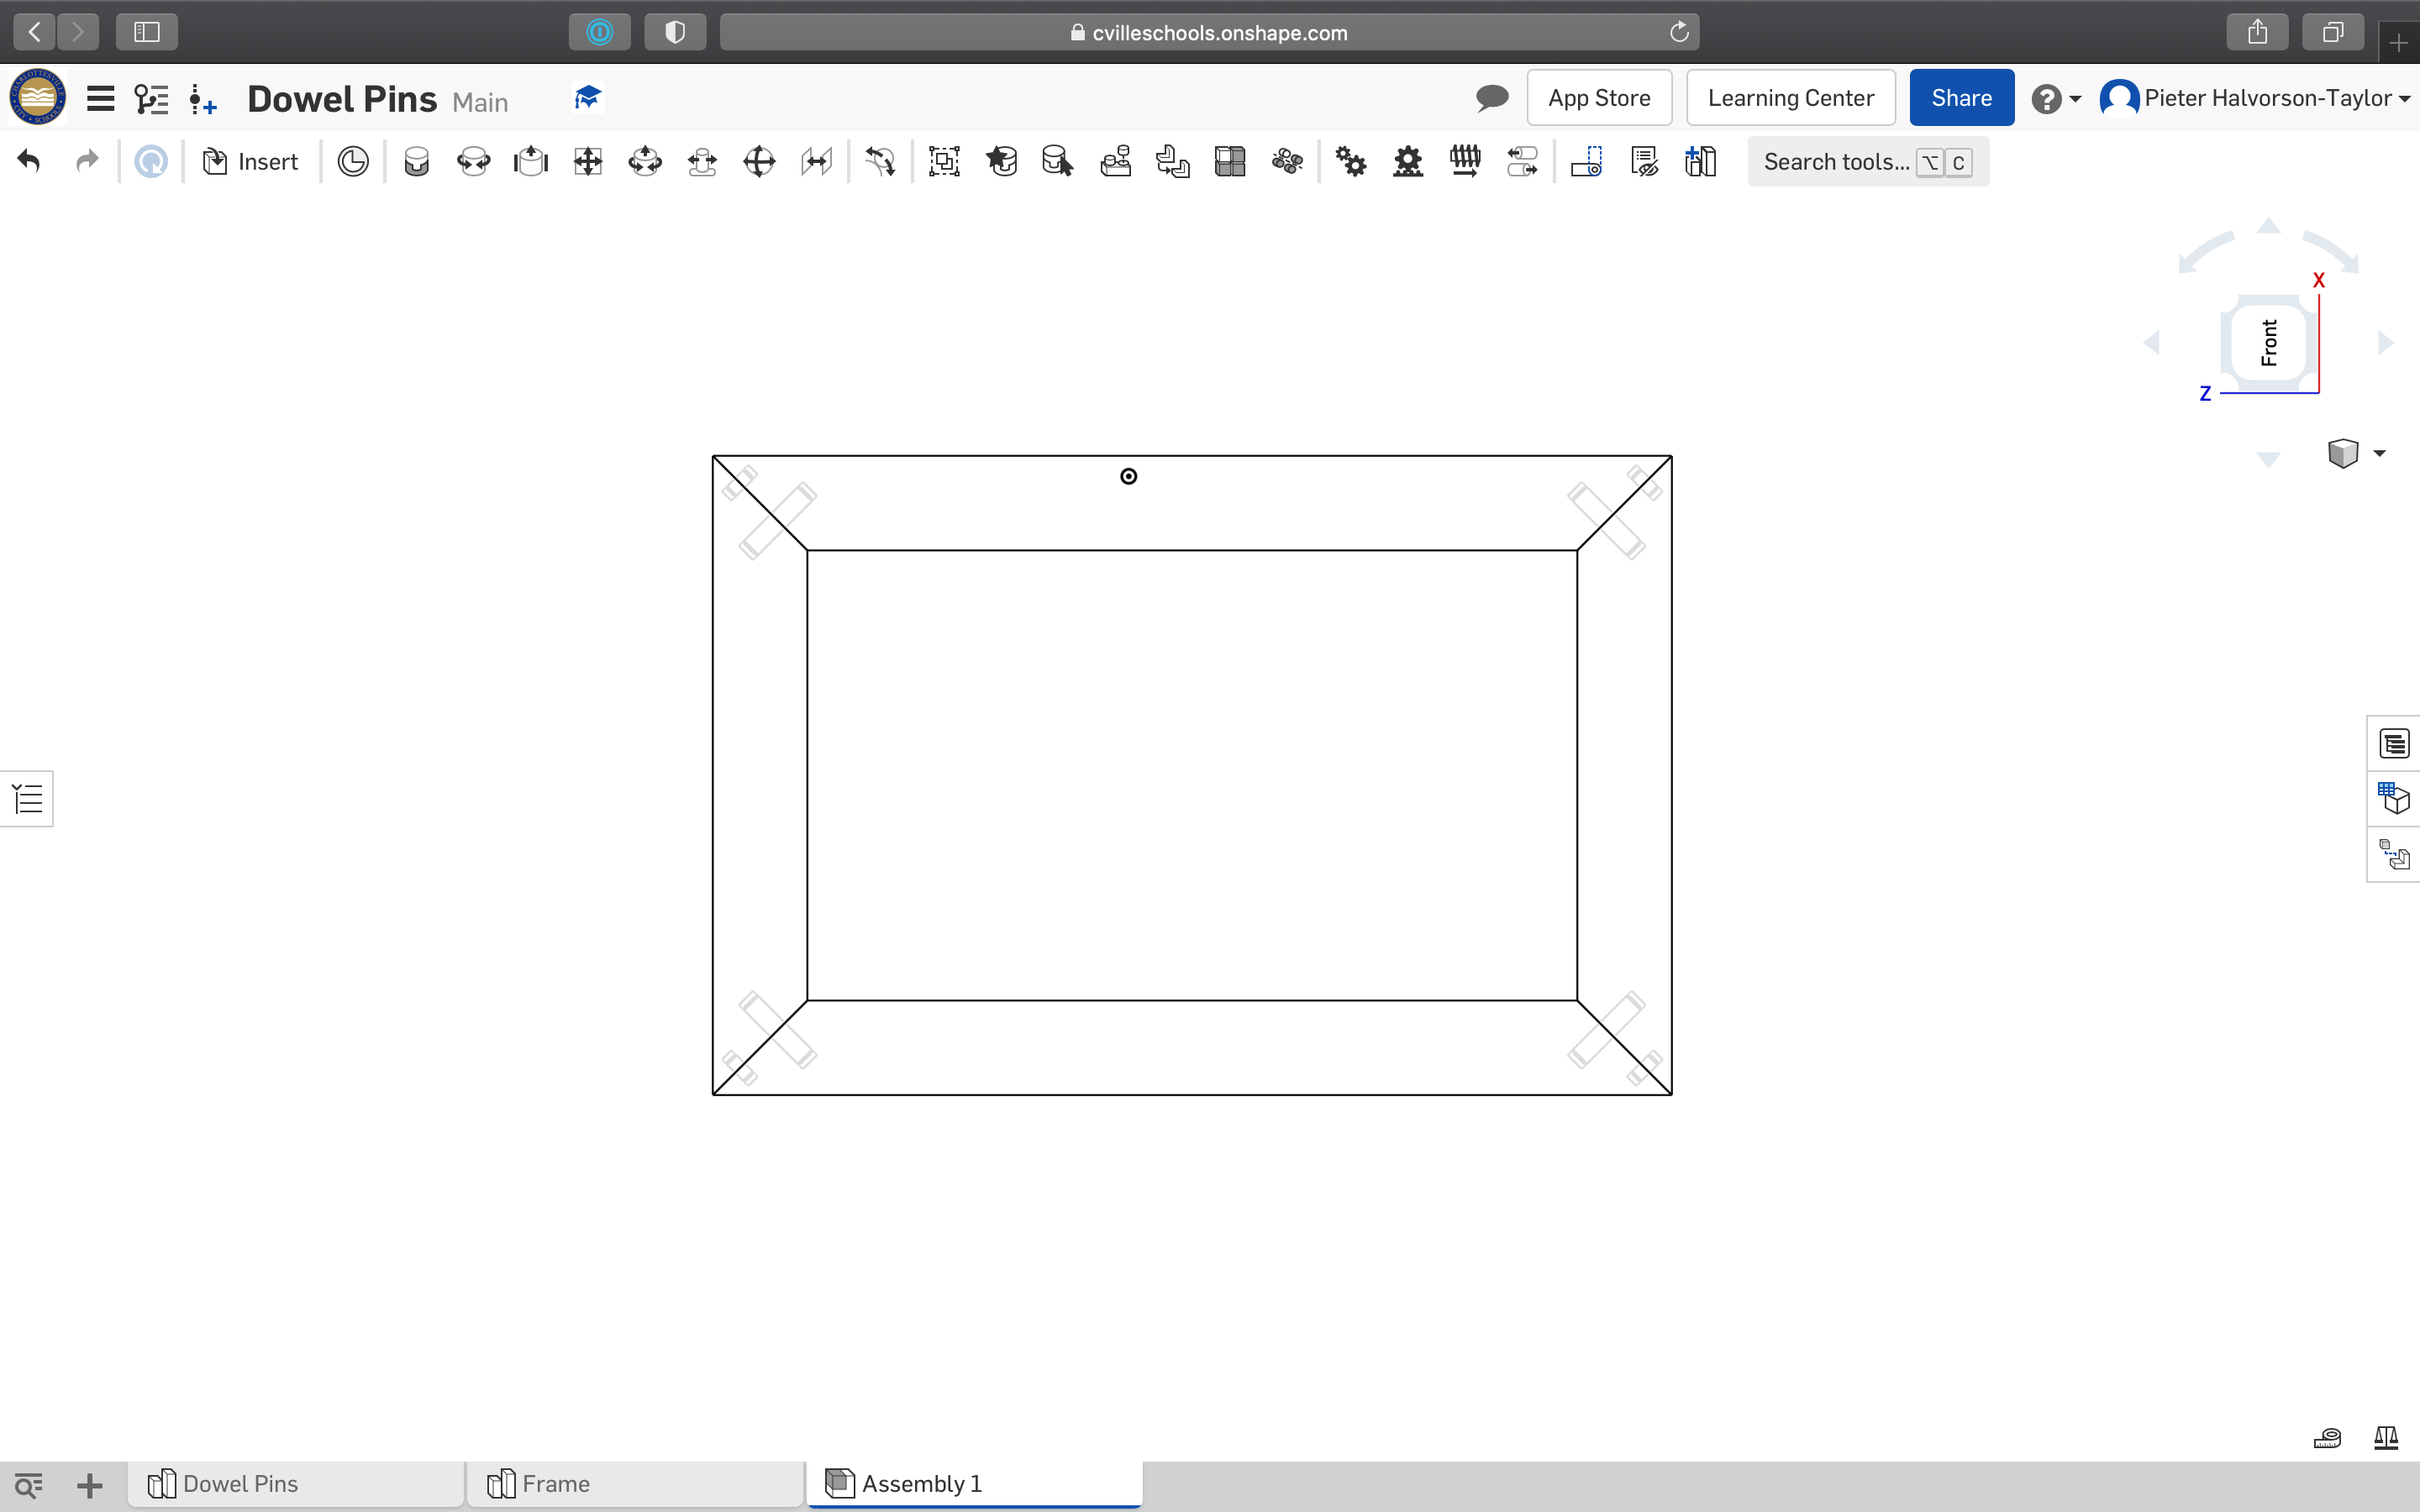 cvilleschools.onshape.com
Dowel Pins Main
App Store
Learning Center
Share
?
Pieter Halvorson-Taylor
Insert
Search tools... ⌥ C
X
Front
Z
Dowel Pins
Frame
Assembly 1